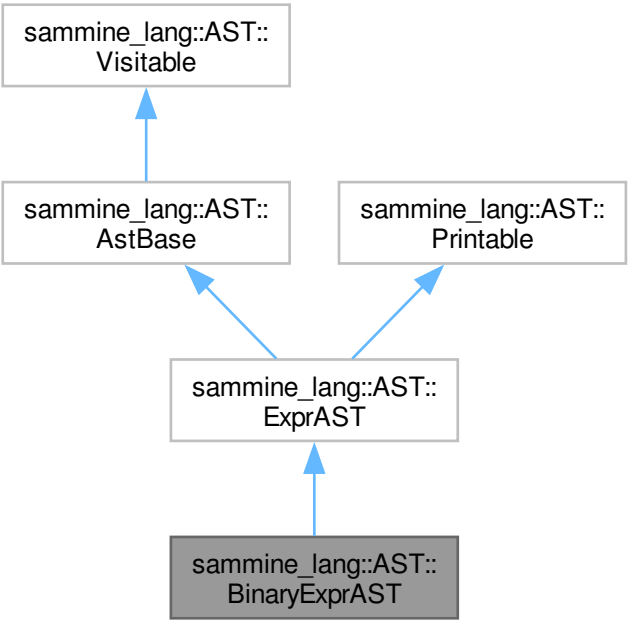 sammine_lang::AST::
Visitable
sammine_lang::AST::
AstBase
sammine_lang::AST::
Printable
sammine_lang::AST::
ExprAST
sammine_lang::AST::
BinaryExprAST